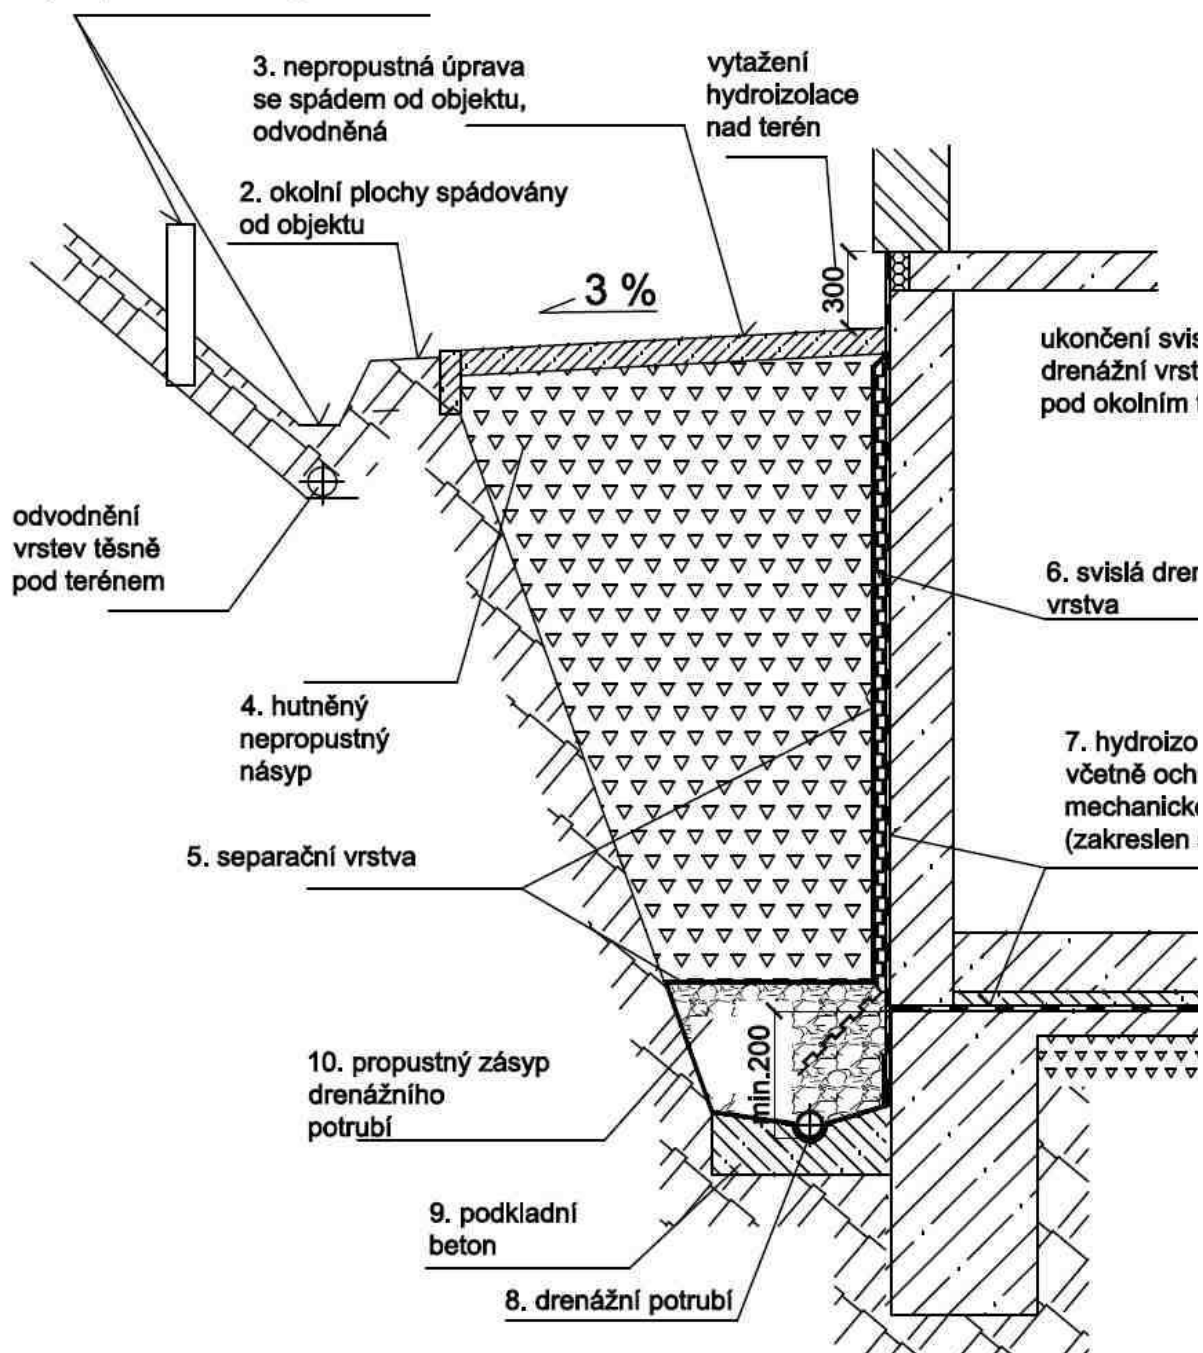 3. nepropustná úprava
se spádem od objektu,
odvodněná
vytažení
hydroizolace
nad terén
2. okolní plochy spádovány
od objektu
3 %
300
ukončení svis
drenážní vrst
pod okolním
odvodnění
vrstev těsně
pod terénem
6. svislá dren
vrstva
4. hutněný
nepropustný
násyp
7. hydroizo
včetně och
mechanick
(zakreslen
5. separační vrstva
min.200
10. propustný zásyp
drenážního
potrubí
9. podkladní
beton
8. drenážní potrubí